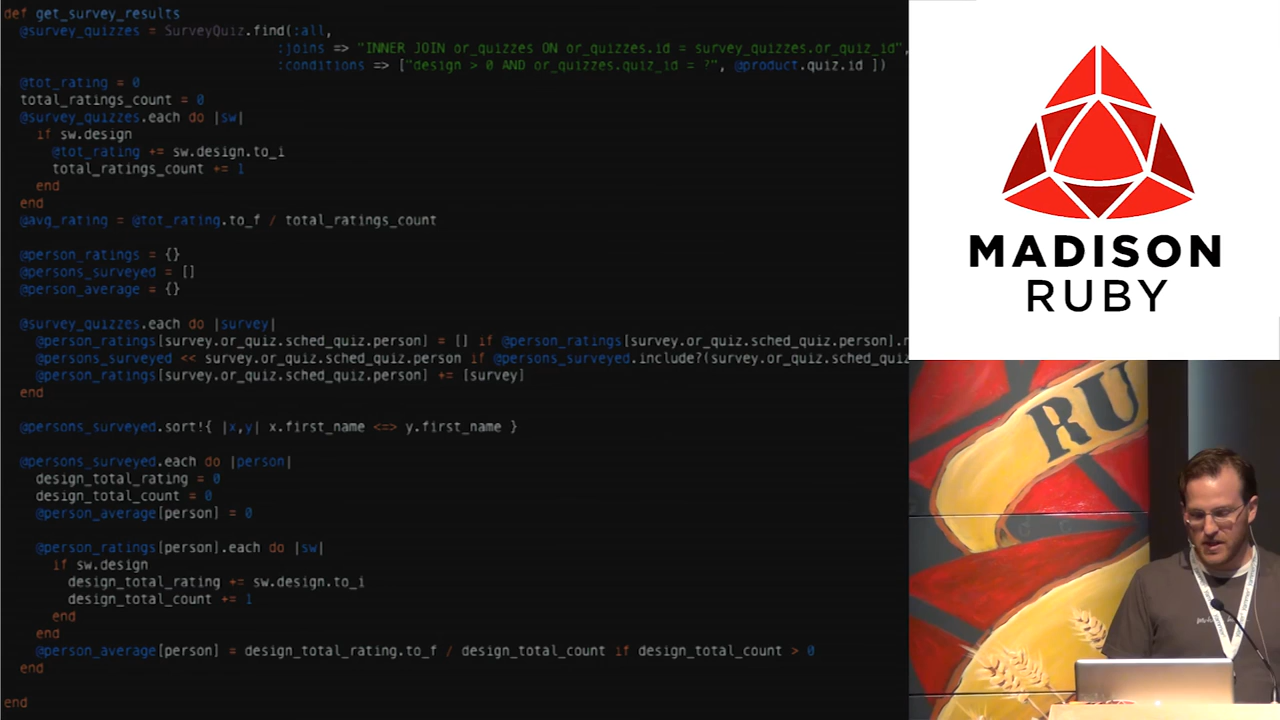 def get_survey_results
@survey_quizzes = SurveyQuiz.find(:all,
:joins => "INNER JOIN or_quizzes ON or_quizzes.id = survey_quizzes.or_quiz_id",
:conditions => ["design > 0 AND or_quizzes.quiz_id = ?", @product.quiz.id ])
@tot_rating = 0
total_ratings_count = 0
@survey_quizzes.each do |sw|
if sw.design
@tot_rating += sw.design.to_i
total_ratings_count += 1
end
end
@avg_rating = @tot_rating.to_f / total_ratings_count
@person_ratings = {}
@persons_surveyed = []
@person_average = {}
@survey_quizzes.each do |survey|
@person_ratings[survey.or_quiz.sched_quiz.person] = [] if @person_ratings[survey.or_quiz.sched_quiz.person].
@persons_surveyed << survey.or_quiz.sched_quiz.person if @persons_surveyed.include?(survey.or_quiz.sched_qui
@person_ratings[survey.or_quiz.sched_quiz.person] += [survey]
end
@persons_surveyed.sort!{ |x,y| x.first_name <=> y.first_name }
@persons_surveyed.each do |person|
design_total_rating = 0
design_total_count = 0
@person_average[person] = 0
@person_ratings[person].each do |sw|
if sw.design
design_total_rating += sw.design.to_i
design_total_count += 1
end
end
@person_average[person] = design_total_rating.to_f / design_total_count if design_total_count > 0
end
end
MADISON
RUBY
RU